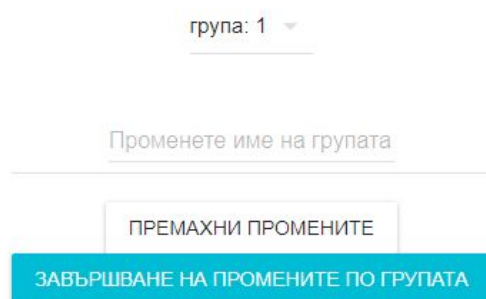 група: 1
Променете име на групата
ПРЕМАХНИ ПРОМЕНИТЕ
ЗАВЪРШВАНЕ НА ПРОМЕНИТЕ ПО ГРУПАТА